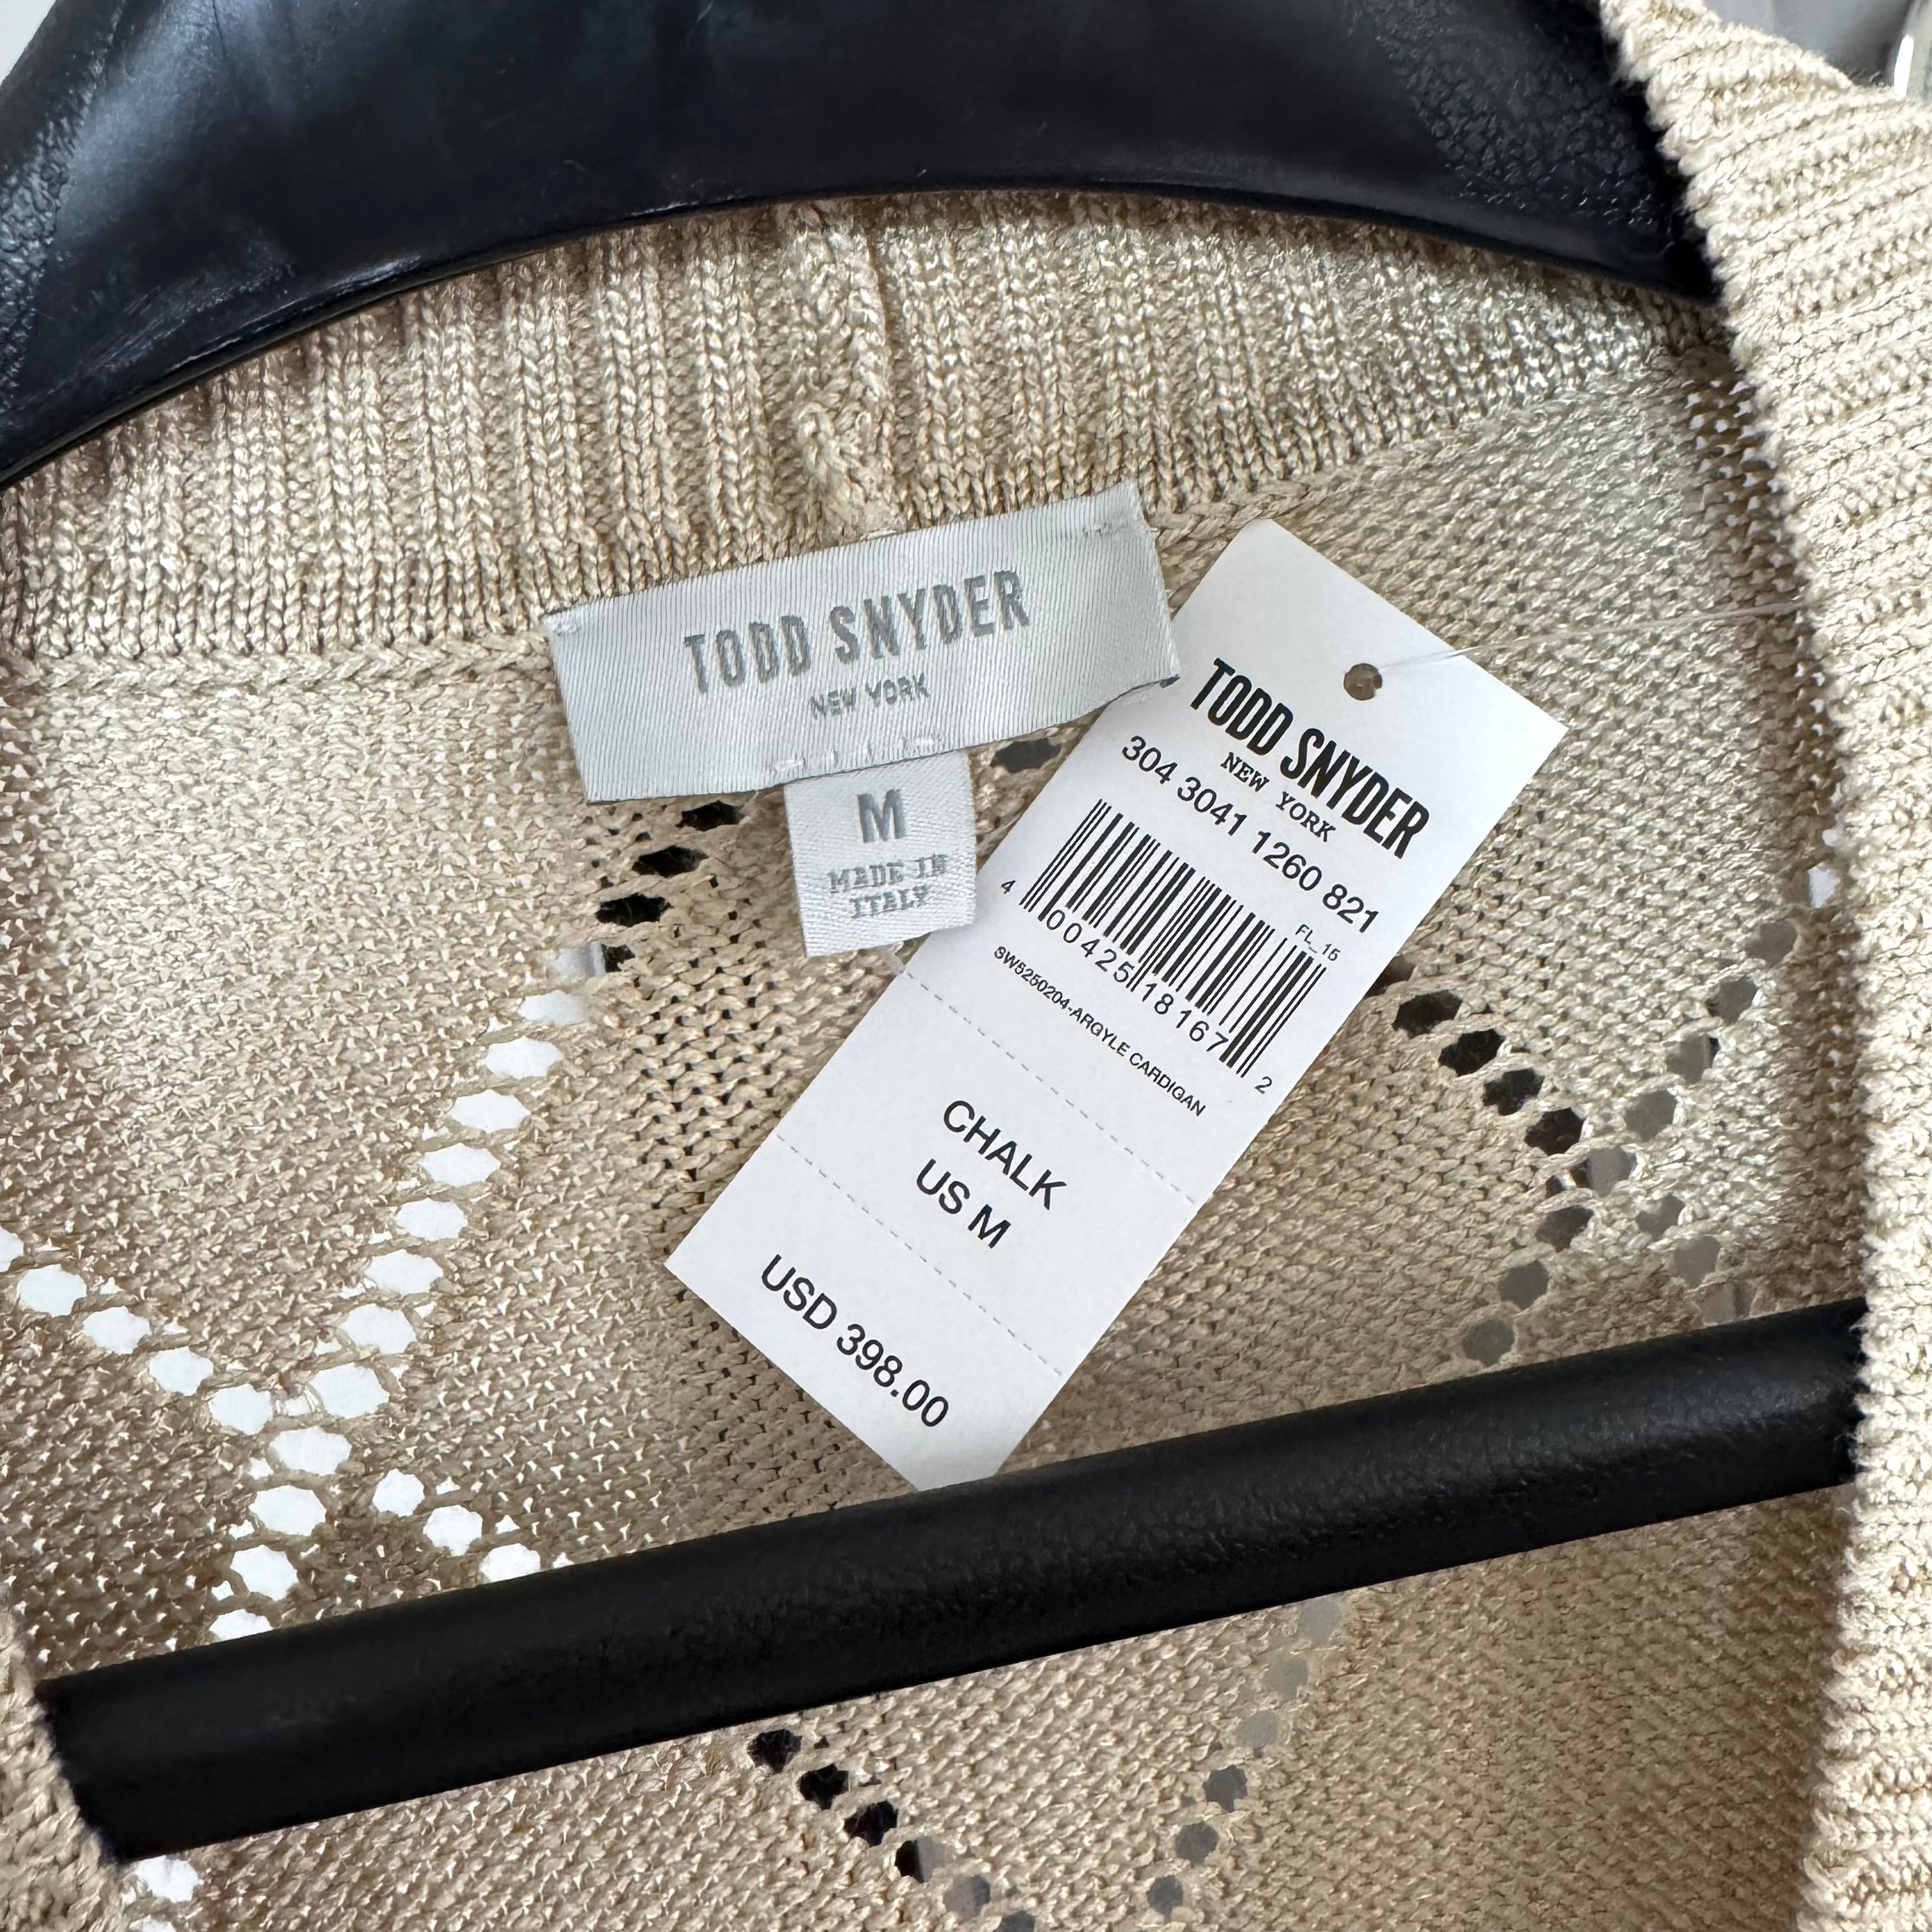 TODD SNYDER
NEW YORK
M
MADE IN
ITALY
TODD SNYDER
NEW YORK
304 3041 1260 821
FL_15
4 00425 18167 2
SW5250204-ARGYLE CARDIGAN
CHALK
US M
USD 398.00